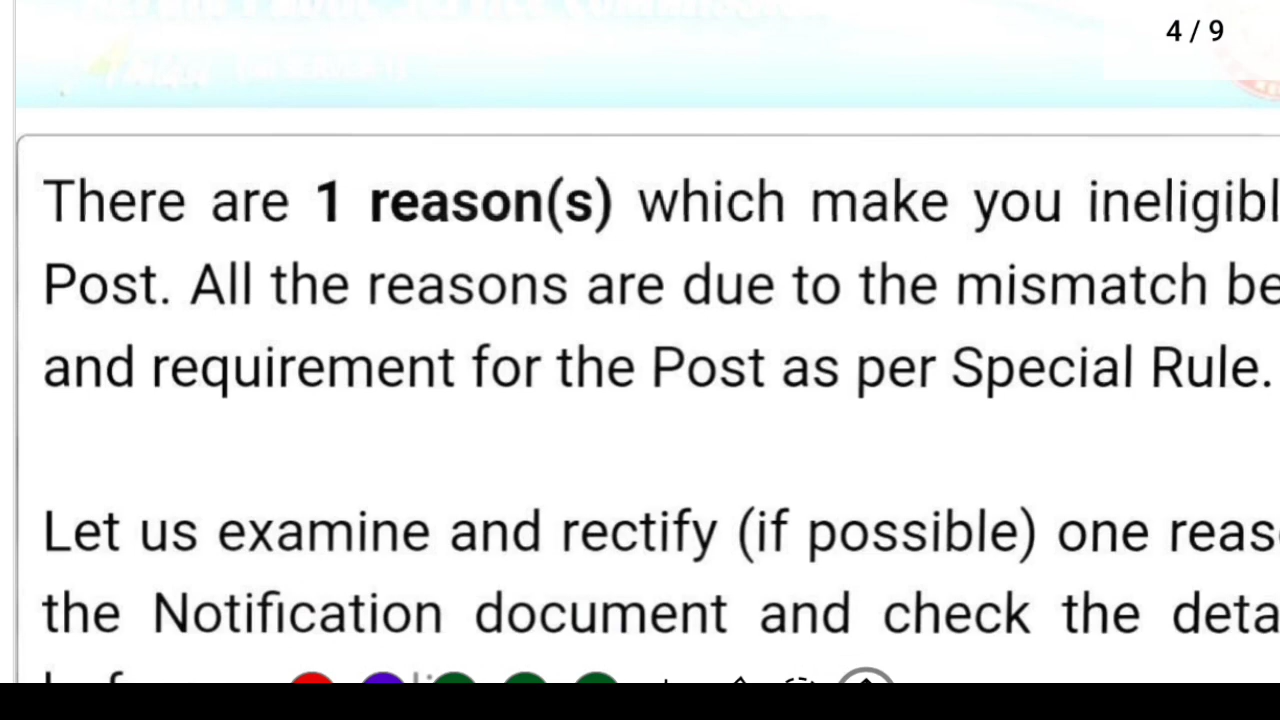 4 / 9
There are 1 reason(s) which make you ineligibl
Post. All the reasons are due to the mismatch be
and requirement for the Post as per Special Rule.
Let us examine and rectify (if possible) one reas
the Notification document and check the deta